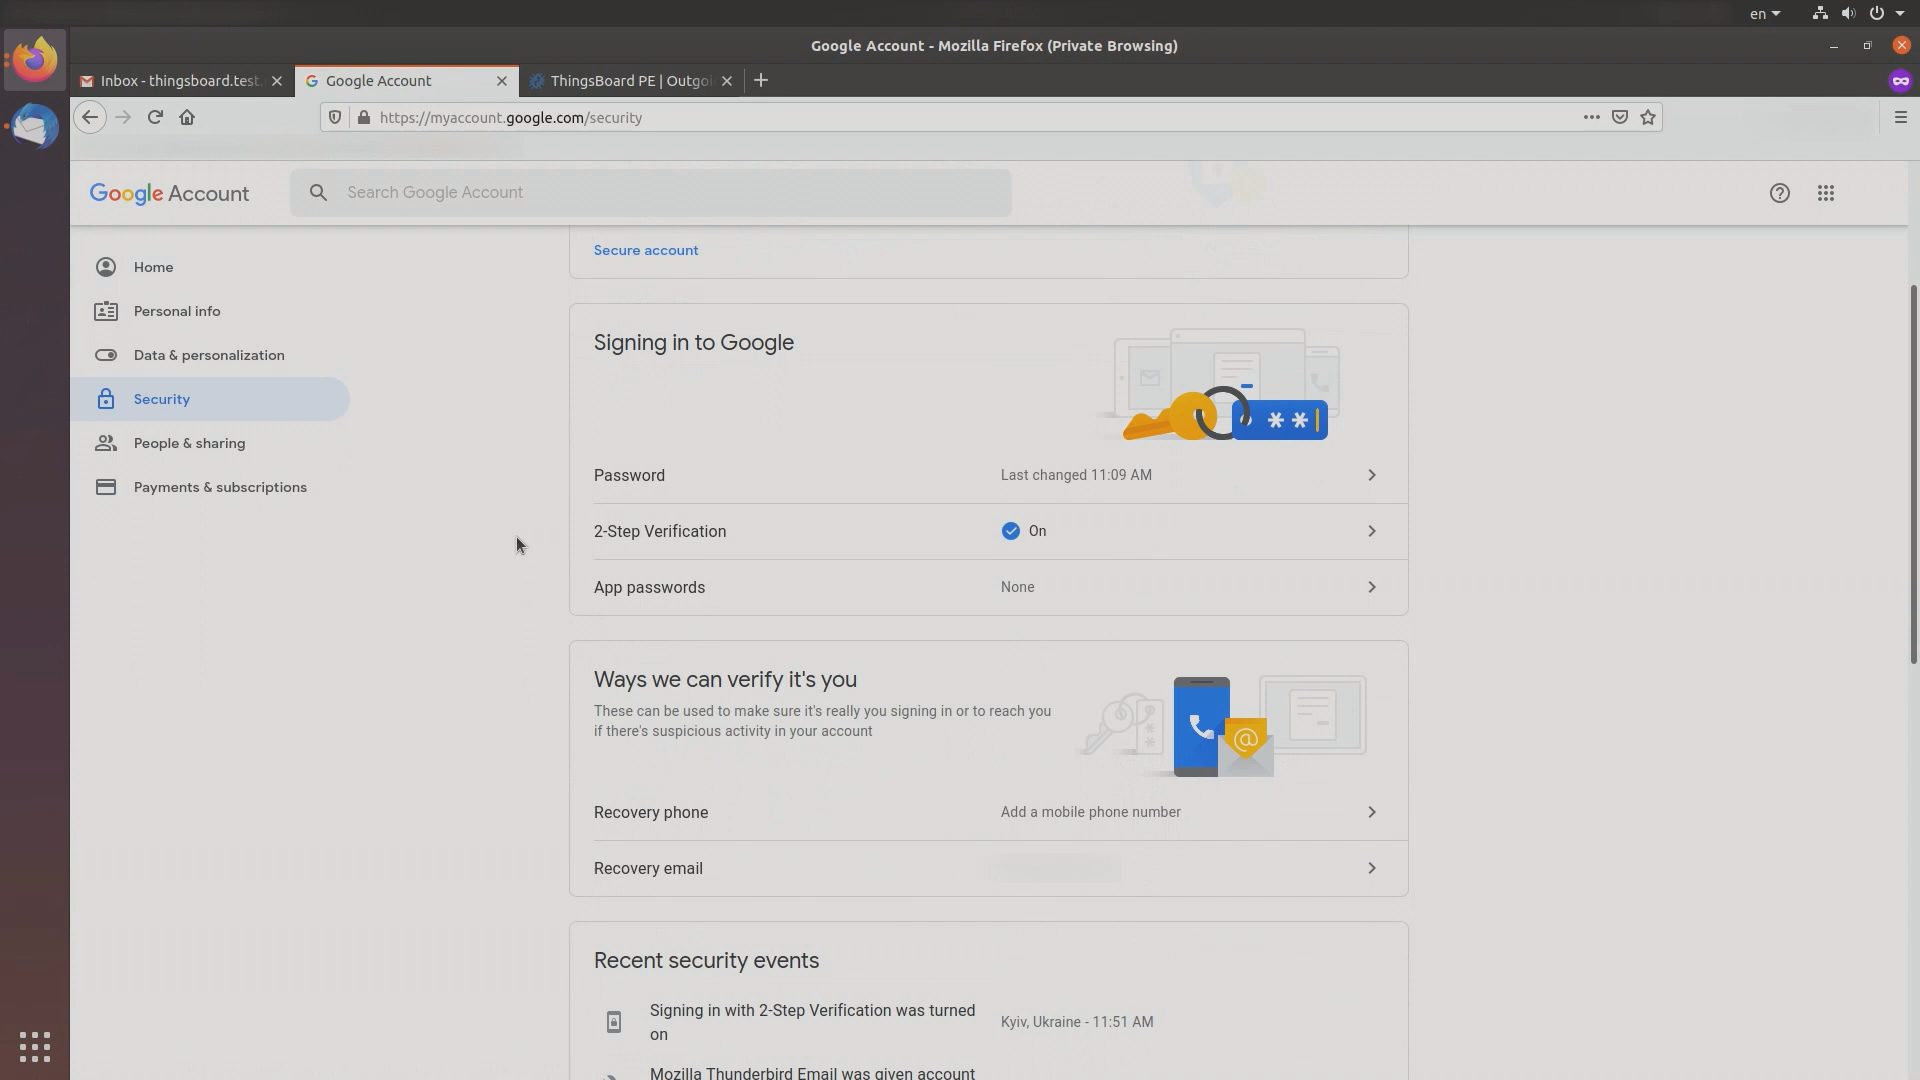 en
Google Account - Mozilla Firefox (Private Browsing)
Inbox - thingsboard.test
Google Account
ThingsBoard PE | Outgoi
https://myaccount.google.com/security
Google Account
Search Google Account
Secure account
Home
Personal info
Data & personalization
Security
People & sharing
Payments & subscriptions
Signing in to Google
Password
Last changed 11:09 AM
2-Step Verification
On
App passwords
None
Ways we can verify it's you
These can be used to make sure it's really you signing in or to reach you
if there's suspicious activity in your account
Recovery phone
Add a mobile phone number
Recovery email
Recent security events
Signing in with 2-Step Verification was turned
on
Kyiv, Ukraine - 11:51 AM
Mozilla Thunderbird Email was given account